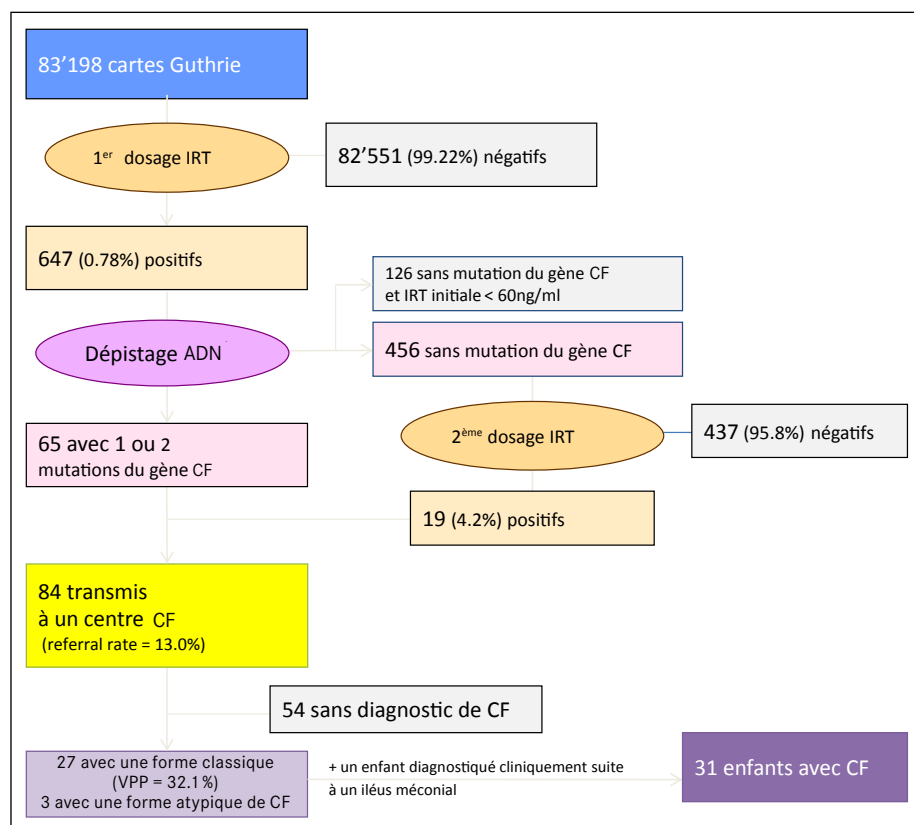 83’198 cartes Guthrie
1er dosage IRT
82’551 (99.22%) négatifs
647 (0.78%) positifs
126 sans mutation du gène CF
et IRT initiale < 60ng/ml
Dépistage ADN
456 sans mutation du gène CF
65 avec 1 ou 2
mutations du gène CF
2ème dosage IRT
437 (95.8%) négatifs
19 (4.2%) positifs
84 transmis
à un centre CF
(referral rate = 13.0%)
54 sans diagnostic de CF
27 avec une forme classique
(VPP = 32.1%)
3 avec une forme atypique de CF
+ un enfant diagnostiqué cliniquement suite
à un iléus méconial
31 enfants avec CF